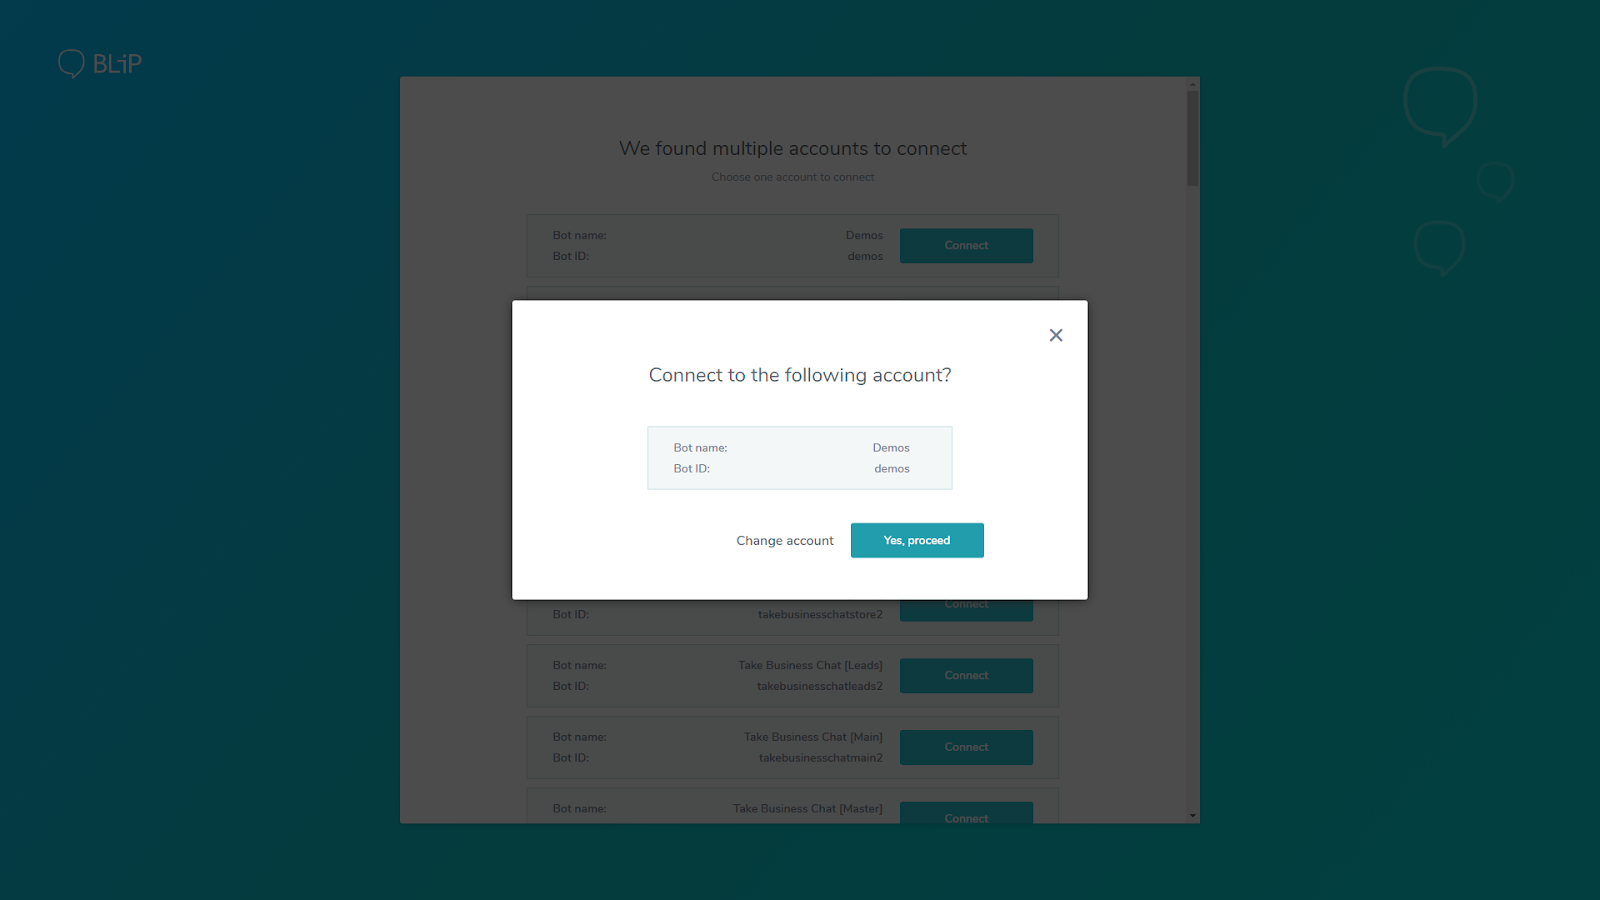 BLiP
We found multiple accounts to connect
Choose one account to connect
Bot name: Demos
Bot ID: demos
Connect
Connect to the following account?
Bot name: Demos
Bot ID: demos
Change account
Yes, proceed
Connect
Bot ID: takebusinesschatstore2
Bot name: Take Business Chat [Leads]
Bot ID: takebusinesschatleads2
Connect
Bot name: Take Business Chat [Main]
Bot ID: takebusinesschatmain2
Connect
Bot name: Take Business Chat [Master]
Connect